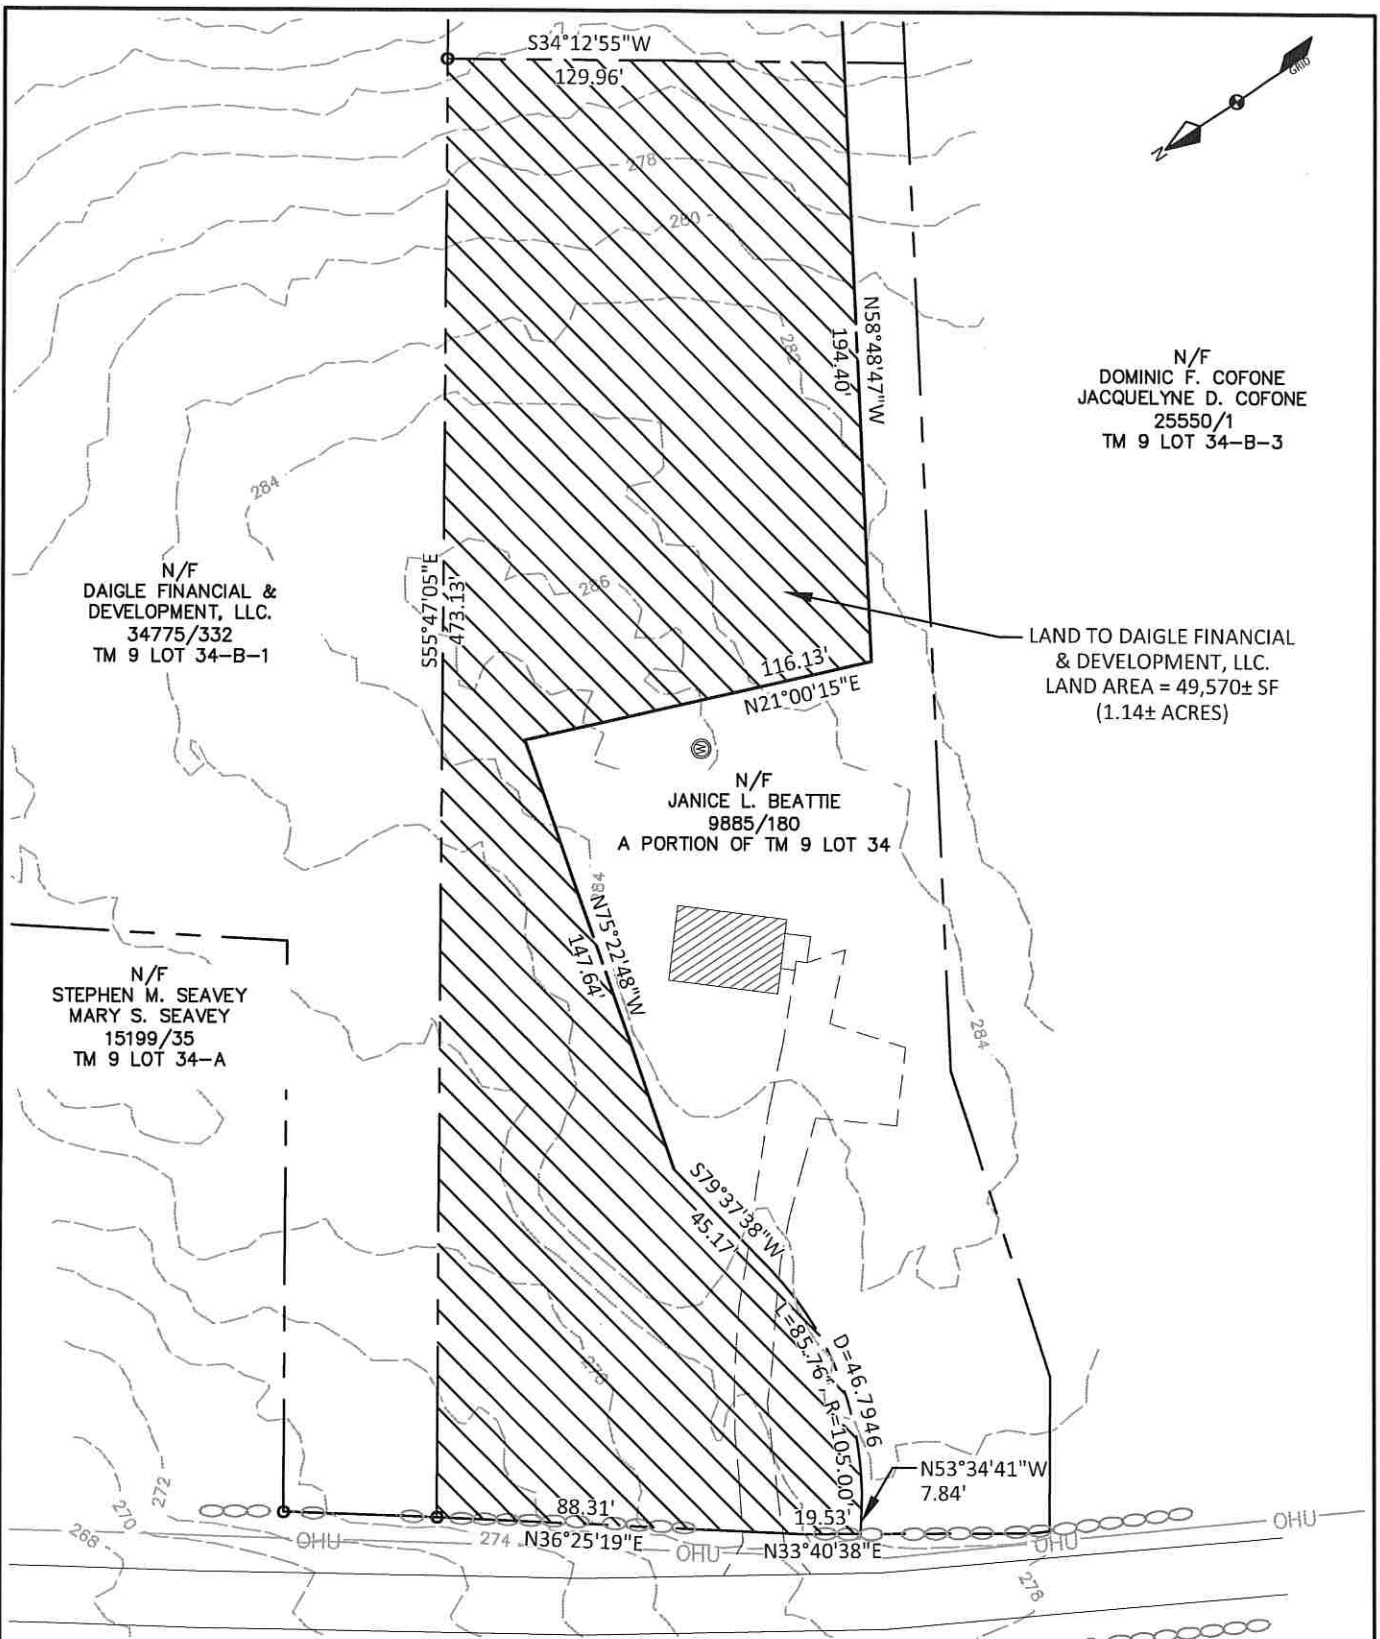 S34°12'55"W
129.96'
GRID
N
278
280
282
N58°48'47"W
194.40'
N/F
DOMINIC F. COFONE
JACQUELYNE D. COFONE
25550/1
TM 9 LOT 34-B-3
284
N/F
DAIGLE FINANCIAL &
DEVELOPMENT, LLC.
34775/332
TM 9 LOT 34-B-1
S55°47'05"E
473.13'
286
LAND TO DAIGLE FINANCIAL
& DEVELOPMENT, LLC.
LAND AREA = 49,570± SF
(1.14± ACRES)
116.13'
N21°00'15"E
W
N/F
JANICE L. BEATTIE
9885/180
A PORTION OF TM 9 LOT 34
284
N75°22'48"W
147.64'
N/F
STEPHEN M. SEAVEY
MARY S. SEAVEY
15199/35
TM 9 LOT 34-A
284
S79°37'38"W
45.17'
L=85.76', R=105.00'
D=46.7946
N53°34'41"W
7.84'
272
270
268
88.31'
N36°25'19"E
19.53'
N33°40'38"E
OHU
274
OHU
OHU
OHU
278